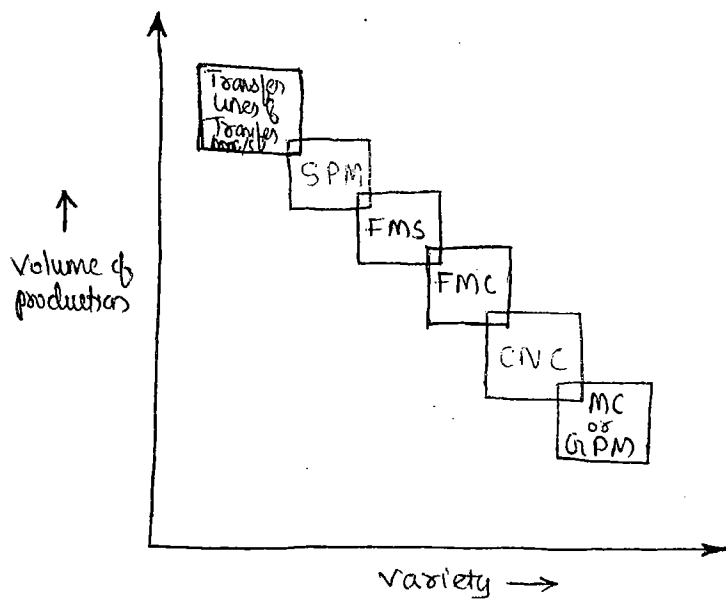 Transfer
lines &
Transfer
m/c
SPM
FMS
FMC
CNC
MC
or
GPM
↑
Volume of
production
Variety →